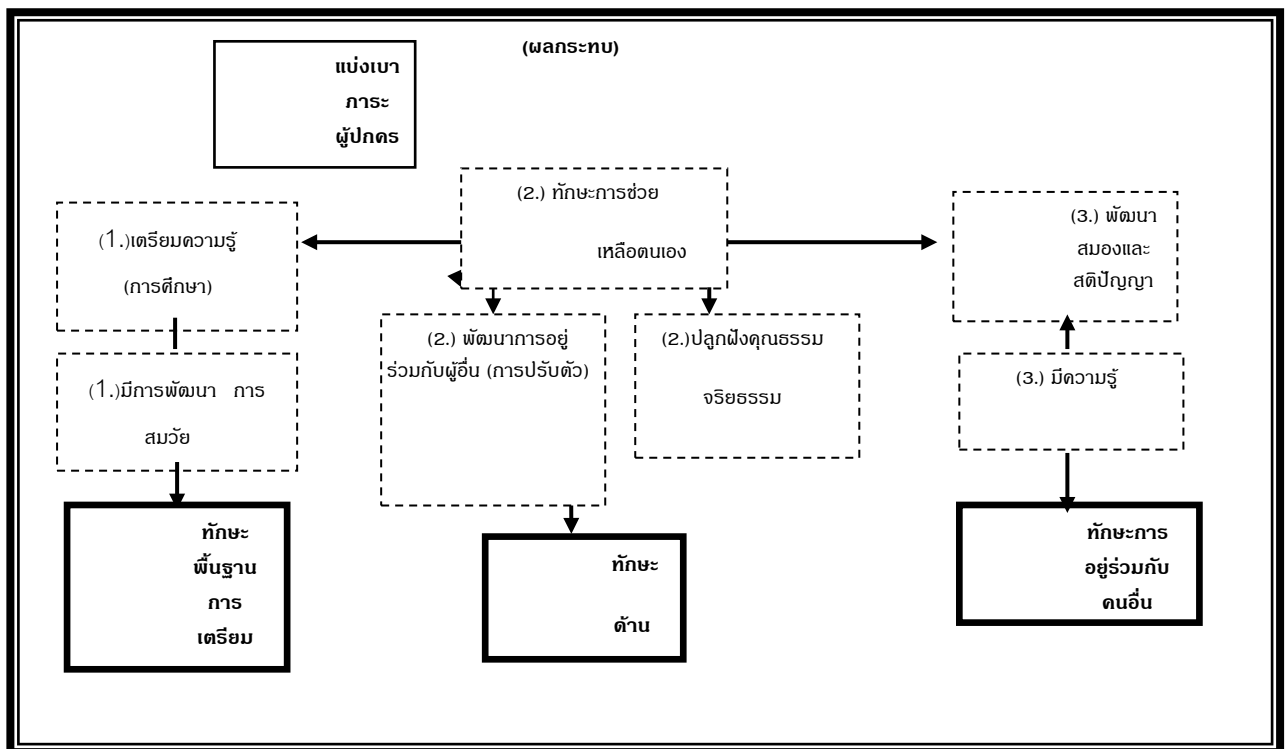 (ผลกระทบ)
แบ่งเบา
ภาระ
ผู้ปกคร
(2.) ทักษะการช่วย
เหลือตนเอง
(1.)เตรียมความรู้
(การศึกษา)
(3.) พัฒนา
สมองและ
สติปัญญา
(2.) พัฒนาการอยู่
ร่วมกับผู้อื่น (การปรับตัว)
(2.)ปลูกฝังคุณธรรม
จริยธรรม
(1.)มีการพัฒนา การ
สมวัย
(3.) มีความรู้
ทักษะ
พื้นฐาน
การ
เตรียม
ทักษะ
ด้าน
ทักษะการ
อยู่ร่วมกับ
คนอื่น